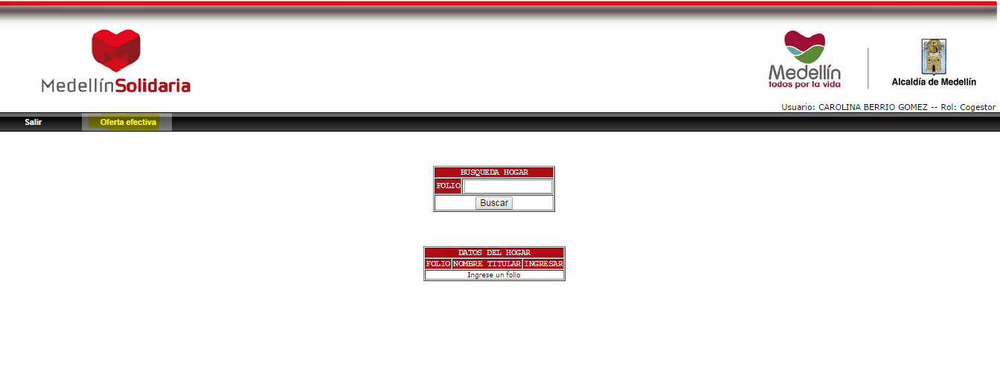 MedellínSolidaria
Medellín
todos por la vida
Alcaldía de Medellín
Usuario: CAROLINA BERRIO GOMEZ -- Rol: Cogestor
Salir Oferta efectiva
BUSQUEDA HOGAR
FOLIO
Buscar
DATOS DEL HOGAR
FOLIO NOMBRE TITULAR INGRESAR
Ingrese un folio